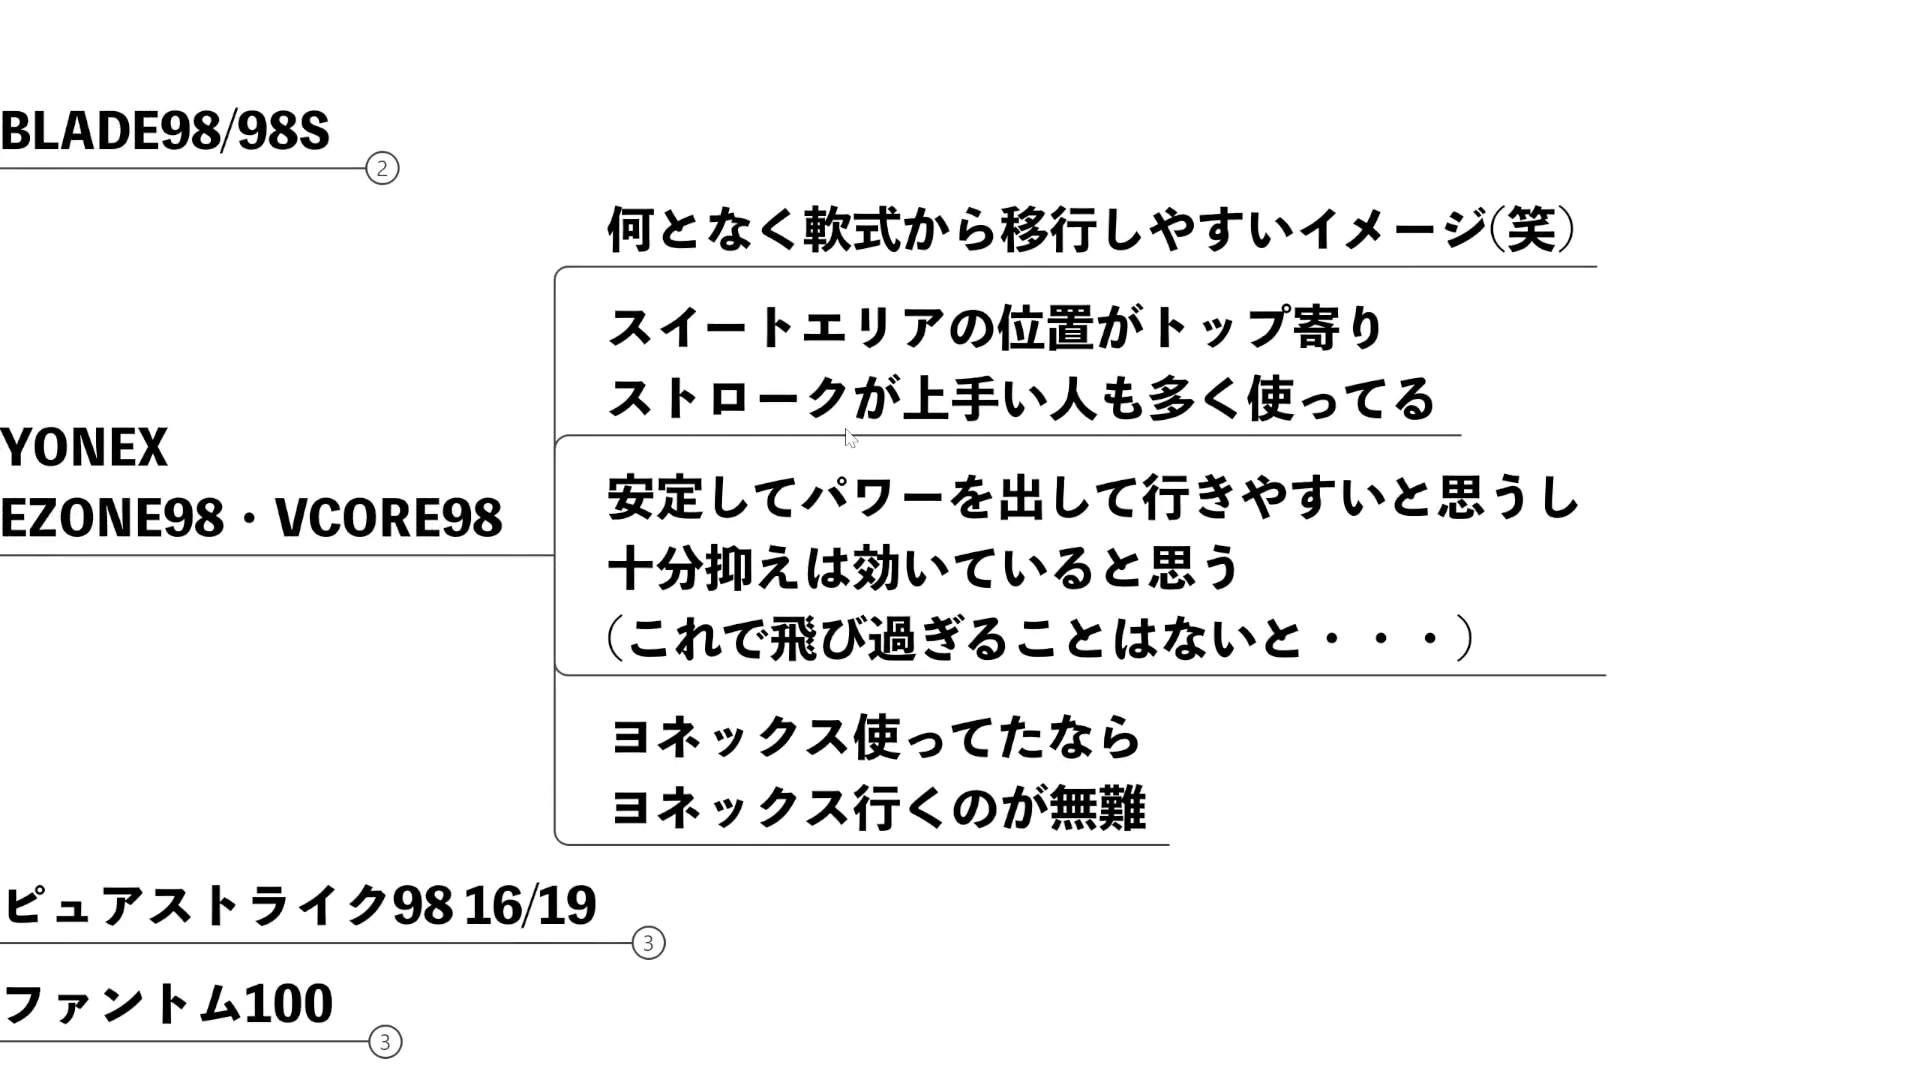 BLADE98/98S
2
何となく軟式から移行しやすいイメージ(笑)
スイートエリアの位置がトップ寄り
ストロークが上手い人も多く使ってる
YONEX
EZONE98・VCORE98
安定してパワーを出して行きやすいと思うし
十分抑えは効いていると思う
(これで飛び過ぎることはないと・・・)
ヨネックス使ってたなら
ヨネックス行くのが無難
ピュアストライク98 16/19
3
ファントム100
3